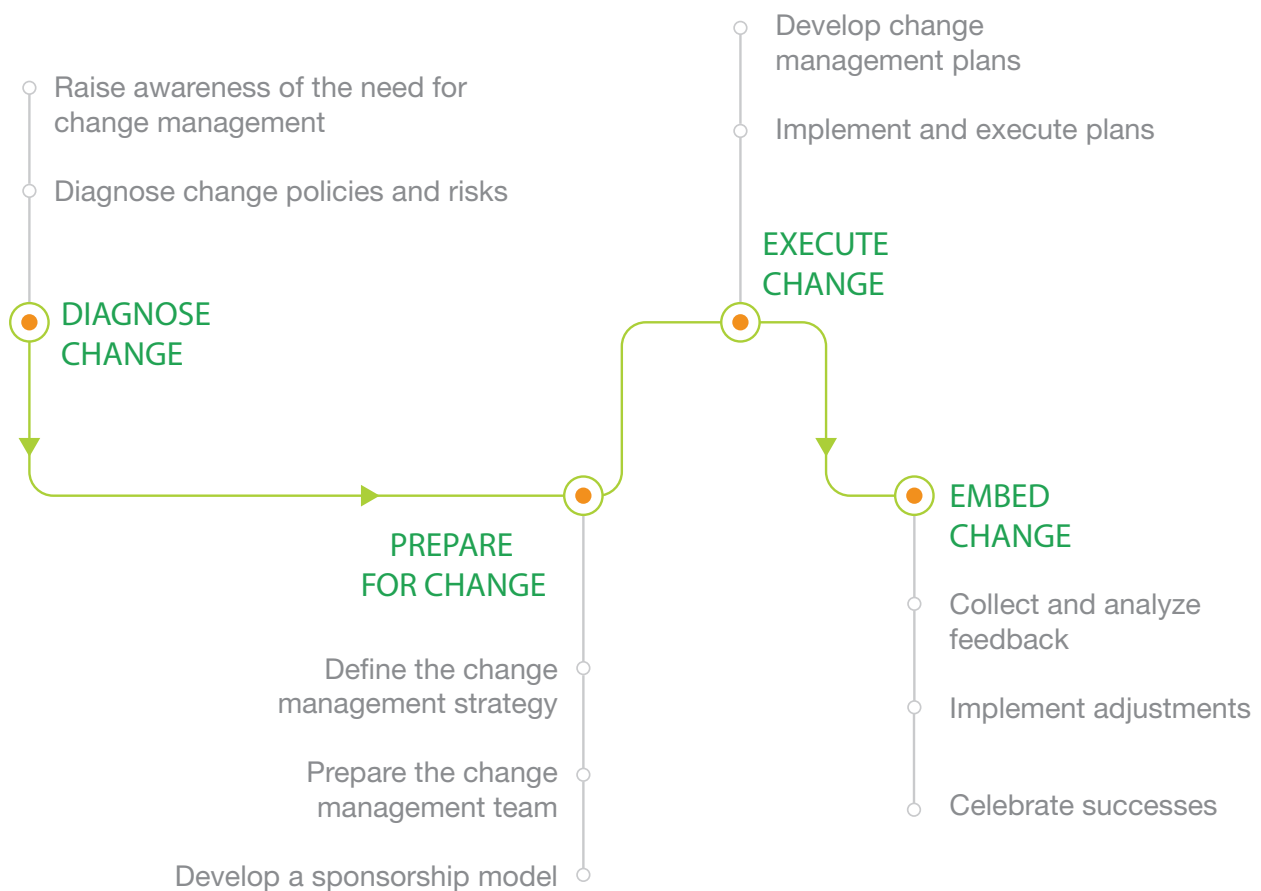 Raise awareness of the need for
change management
Diagnose change policies and risks
DIAGNOSE
CHANGE
PREPARE
FOR CHANGE
Define the change
management strategy
Prepare the change
management team
Develop a sponsorship model
Develop change
management plans
Implement and execute plans
EXECUTE
CHANGE
EMBED
CHANGE
Collect and analyze
feedback
Implement adjustments
Celebrate successes